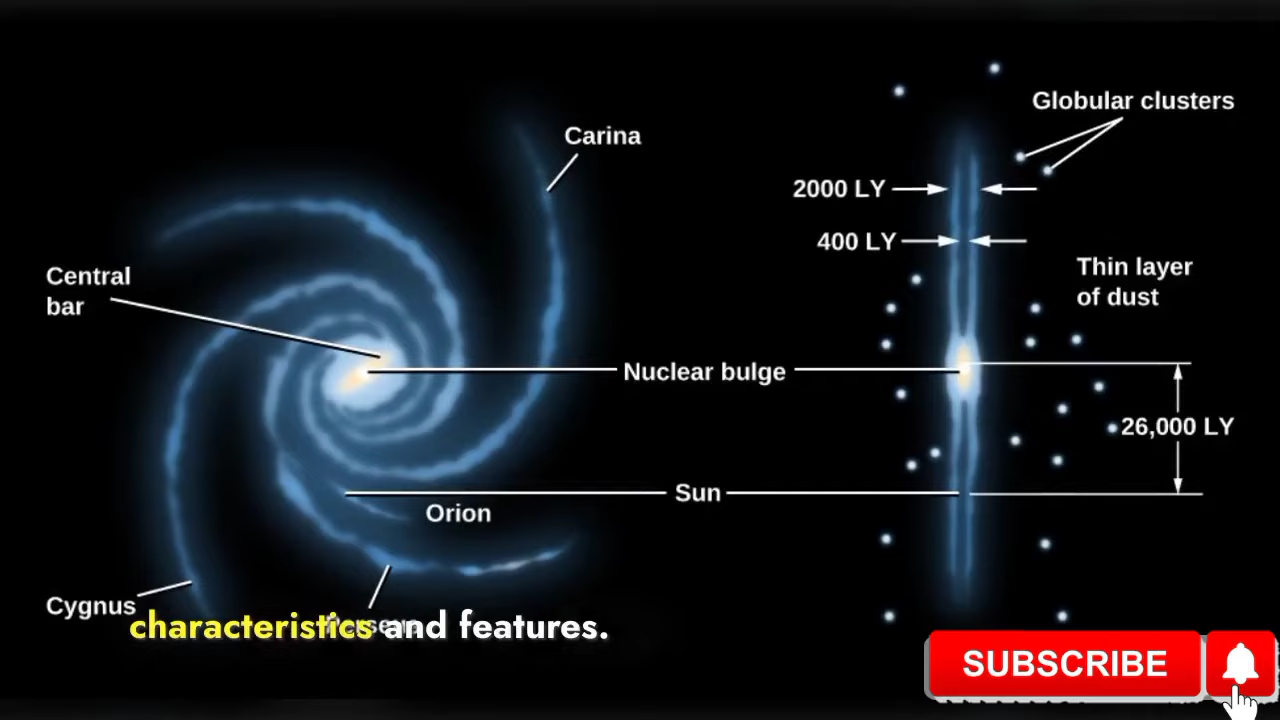 Globular clusters
Carina
2000 LY
400 LY
Central
bar
Thin layer
of dust
Nuclear bulge
26,000 LY
Sun
Orion
Cygnus
characteristics and features.
SUBSCRIBE